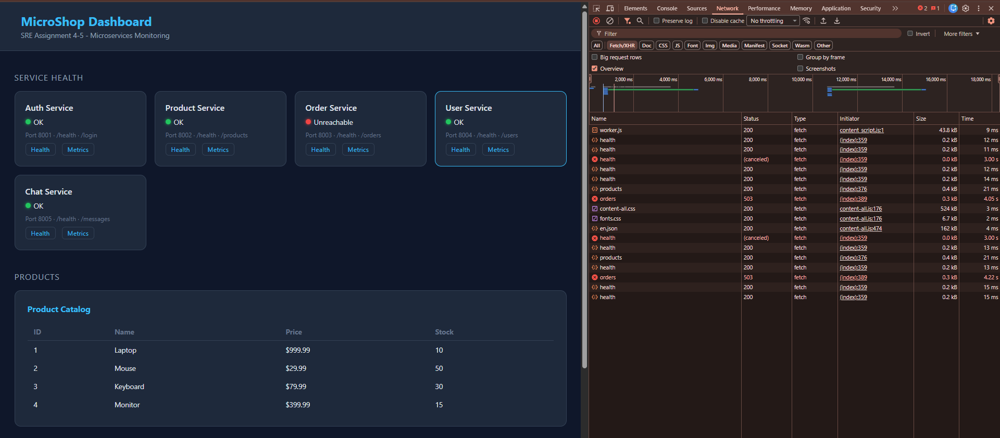 MicroShop Dashboard
SRE Assignment 4-5 - Microservices Monitoring
SERVICE HEALTH
Auth Service
OK
Port 8001 · /health · /login
Health Metrics
Product Service
OK
Port 8002 · /health · /products
Health Metrics
Order Service
Unreachable
Port 8003 · /health · /orders
Health Metrics
User Service
OK
Port 8004 · /health · /users
Health Metrics
Chat Service
OK
Port 8005 · /health · /messages
Health Metrics
PRODUCTS
Product Catalog
ID Name Price Stock
1 Laptop $999.99 10
2 Mouse $29.99 50
3 Keyboard $79.99 30
4 Monitor $399.99 15
Elements Console Sources Network Performance Memory Application Security 2 1
Preserve log Disable cache No throttling
Filter Invert More filters
All Fetch/XHR Doc CSS JS Font Img Media Manifest Socket Wasm Other
Big request rows Group by frame
Overview Screenshots
2,000 ms 4,000 ms 6,000 ms 8,000 ms 10,000 ms 12,000 ms 14,000 ms 16,000 ms 18,000 ms
Name Status Type Initiator Size Time
worker.js 200 fetch content_script.js:1 43.8 kB 9 ms
health 200 fetch (index):359 0.2 kB 12 ms
health 200 fetch (index):359 0.2 kB 11 ms
health (canceled) fetch (index):359 0.0 kB 3.00 s
health 200 fetch (index):359 0.2 kB 12 ms
health 200 fetch (index):359 0.2 kB 14 ms
products 200 fetch (index):376 0.4 kB 21 ms
orders 503 fetch (index):389 0.3 kB 4.05 s
content-all.css 200 fetch content-all.js:176 524 kB 3 ms
fonts.css 200 fetch content-all.js:176 6.7 kB 2 ms
en.json 200 fetch content-all.js:474 162 kB 4 ms
health (canceled) fetch (index):359 0.0 kB 3.00 s
health 200 fetch (index):359 0.2 kB 13 ms
products 200 fetch (index):376 0.4 kB 21 ms
health 200 fetch (index):359 0.2 kB 13 ms
orders 503 fetch (index):389 0.3 kB 4.22 s
health 200 fetch (index):359 0.2 kB 15 ms
health 200 fetch (index):359 0.2 kB 15 ms